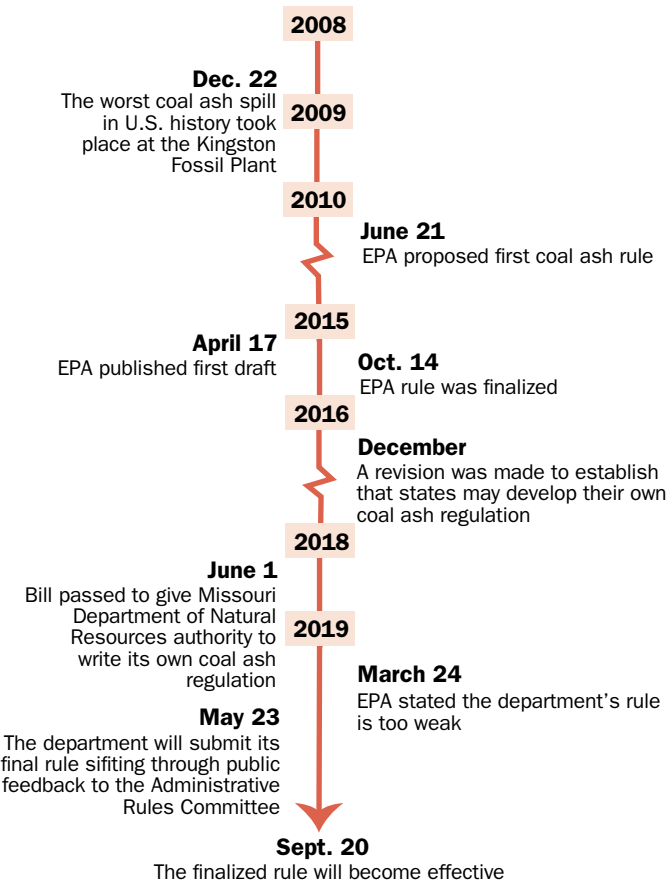 2008
Dec. 22
The worst coal ash spill
in U.S. history took
place at the Kingston
Fossil Plant
2009
2010
June 21
EPA proposed first coal ash rule
2015
April 17
EPA published first draft
Oct. 14
EPA rule was finalized
2016
December
A revision was made to establish
that states may develop their own
coal ash regulation
2018
June 1
Bill passed to give Missouri
Department of Natural
Resources authority to
write its own coal ash
regulation
2019
March 24
EPA stated the department’s rule
is too weak
May 23
The department will submit its
final rule sifiting through public
feedback to the Administrative
Rules Committee
Sept. 20
The finalized rule will become effective